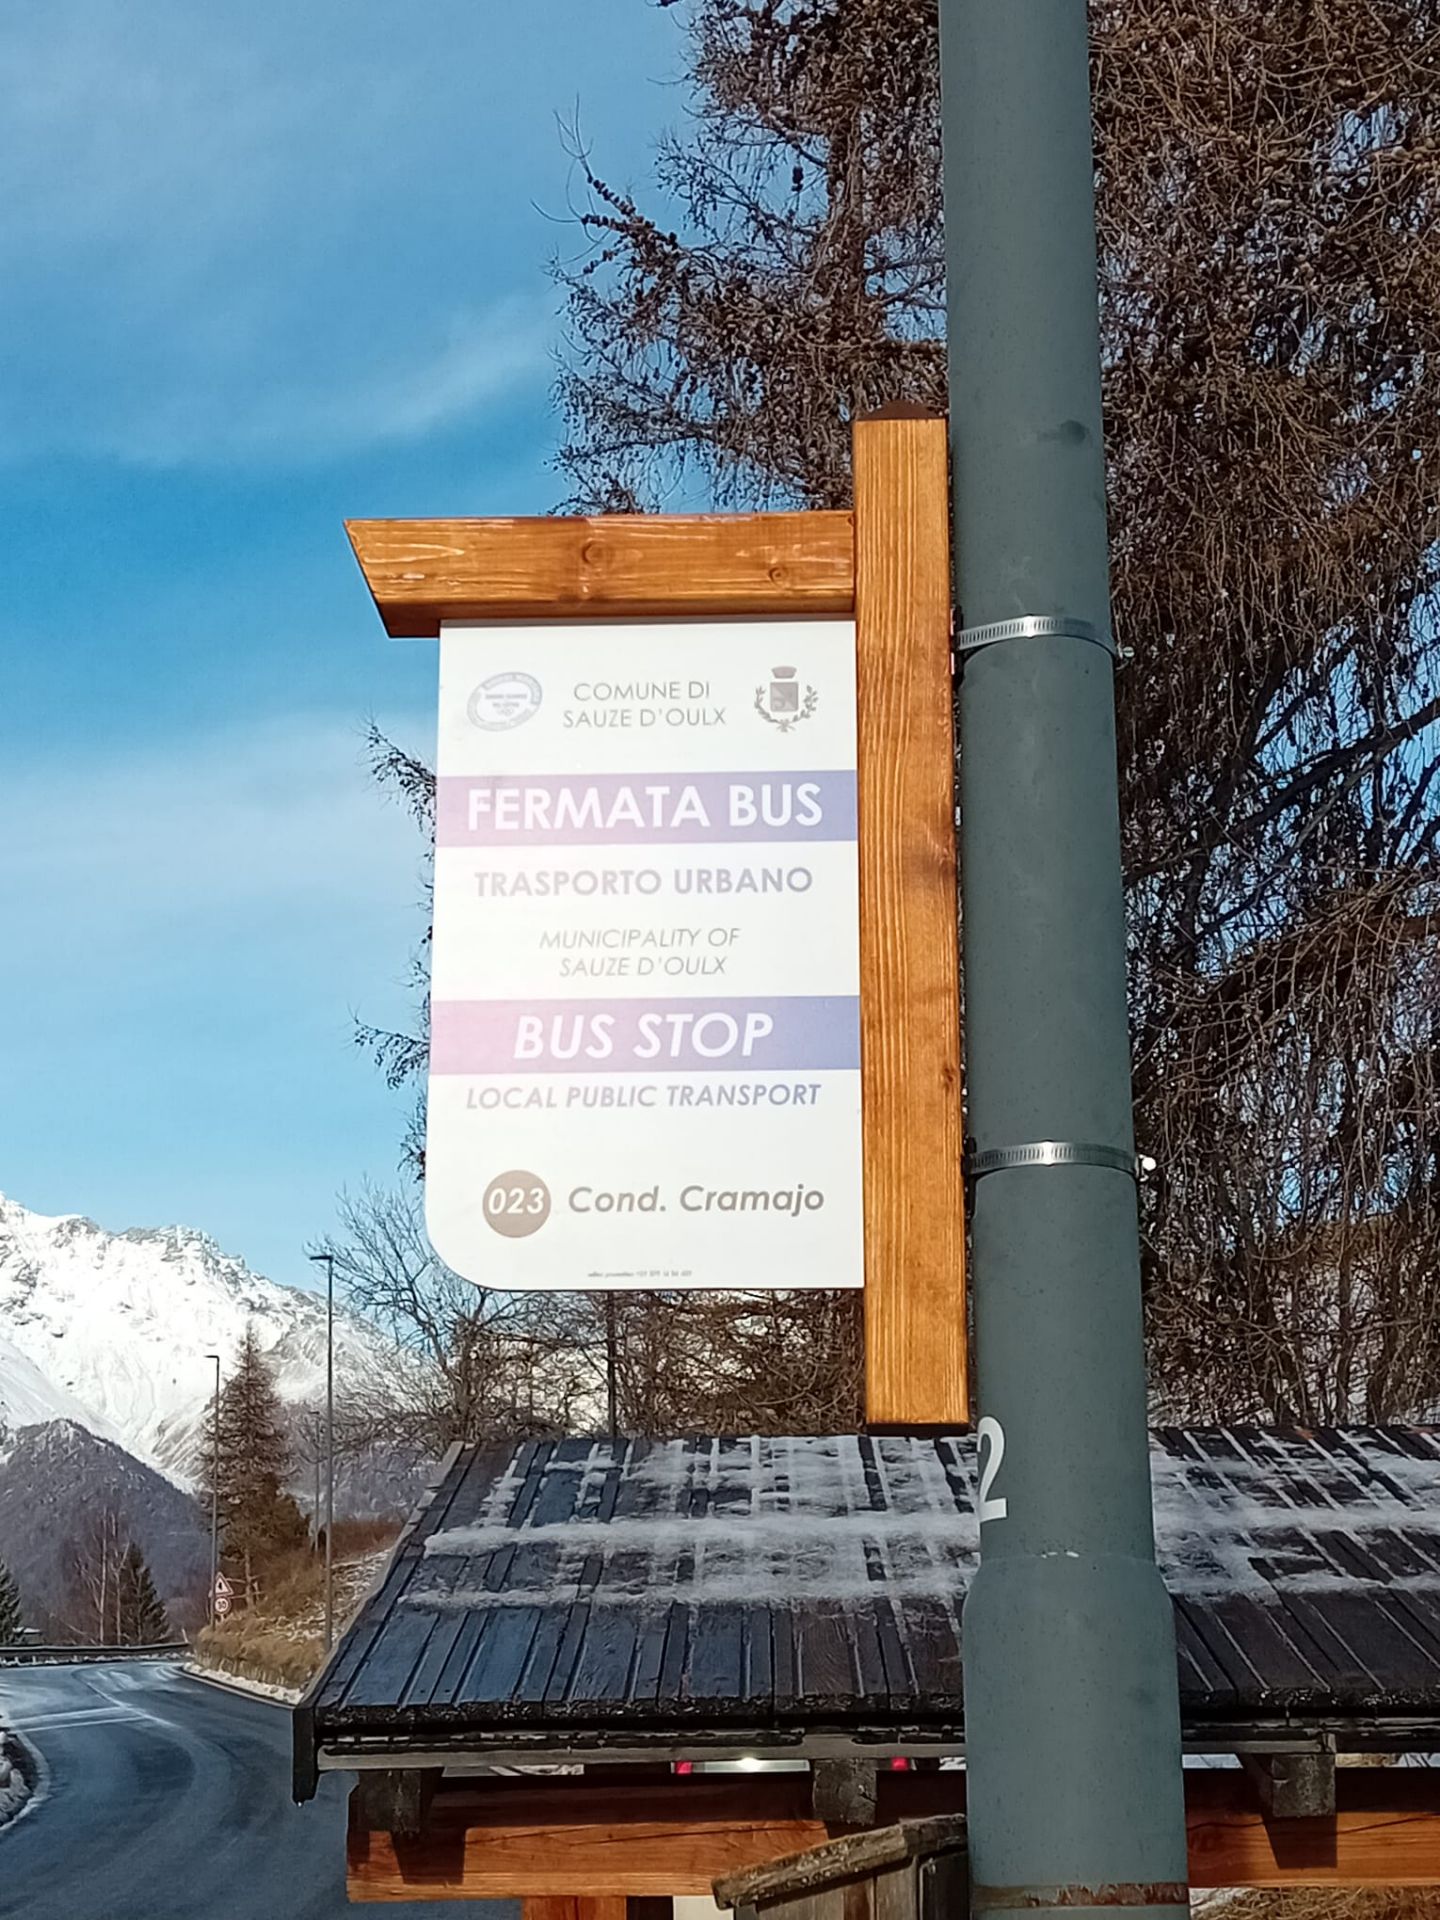 COMUNE DI
SAUZE D'OULX
FERMATA BUS
TRASPORTO URBANO
MUNICIPALITY OF
SAUZE D'OULX
BUS STOP
LOCAL PUBLIC TRANSPORT
023 Cond. Cramajo
2